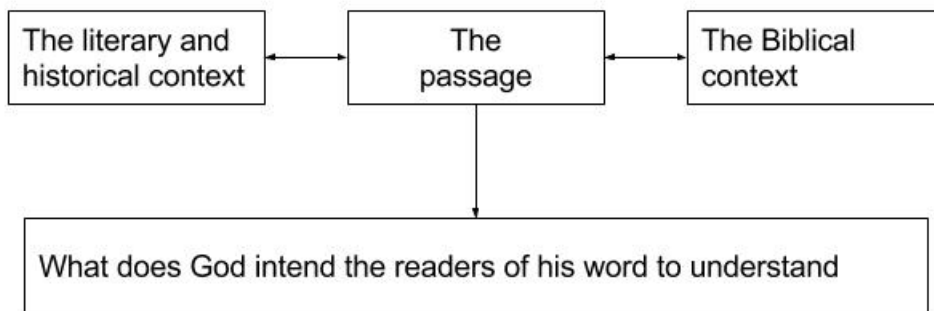 The literary and
historical context
The
passage
The Biblical
context
What does God intend the readers of his word to understand